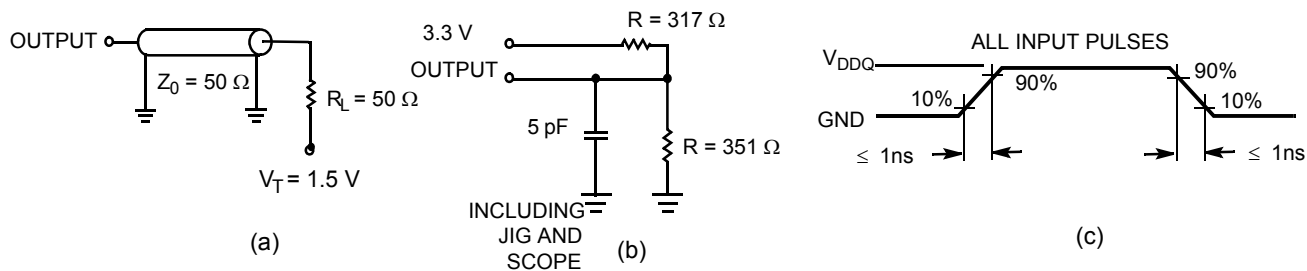 OUTPUT
Z0 = 50 Ω
RL = 50 Ω
VT = 1.5 V
(a)
3.3 V
R = 317 Ω
OUTPUT
5 pF
R = 351 Ω
INCLUDING
JIG AND
SCOPE
(b)
ALL INPUT PULSES
VDDQ
90%
90%
10%
10%
GND
≤ 1ns
≤ 1ns
(c)